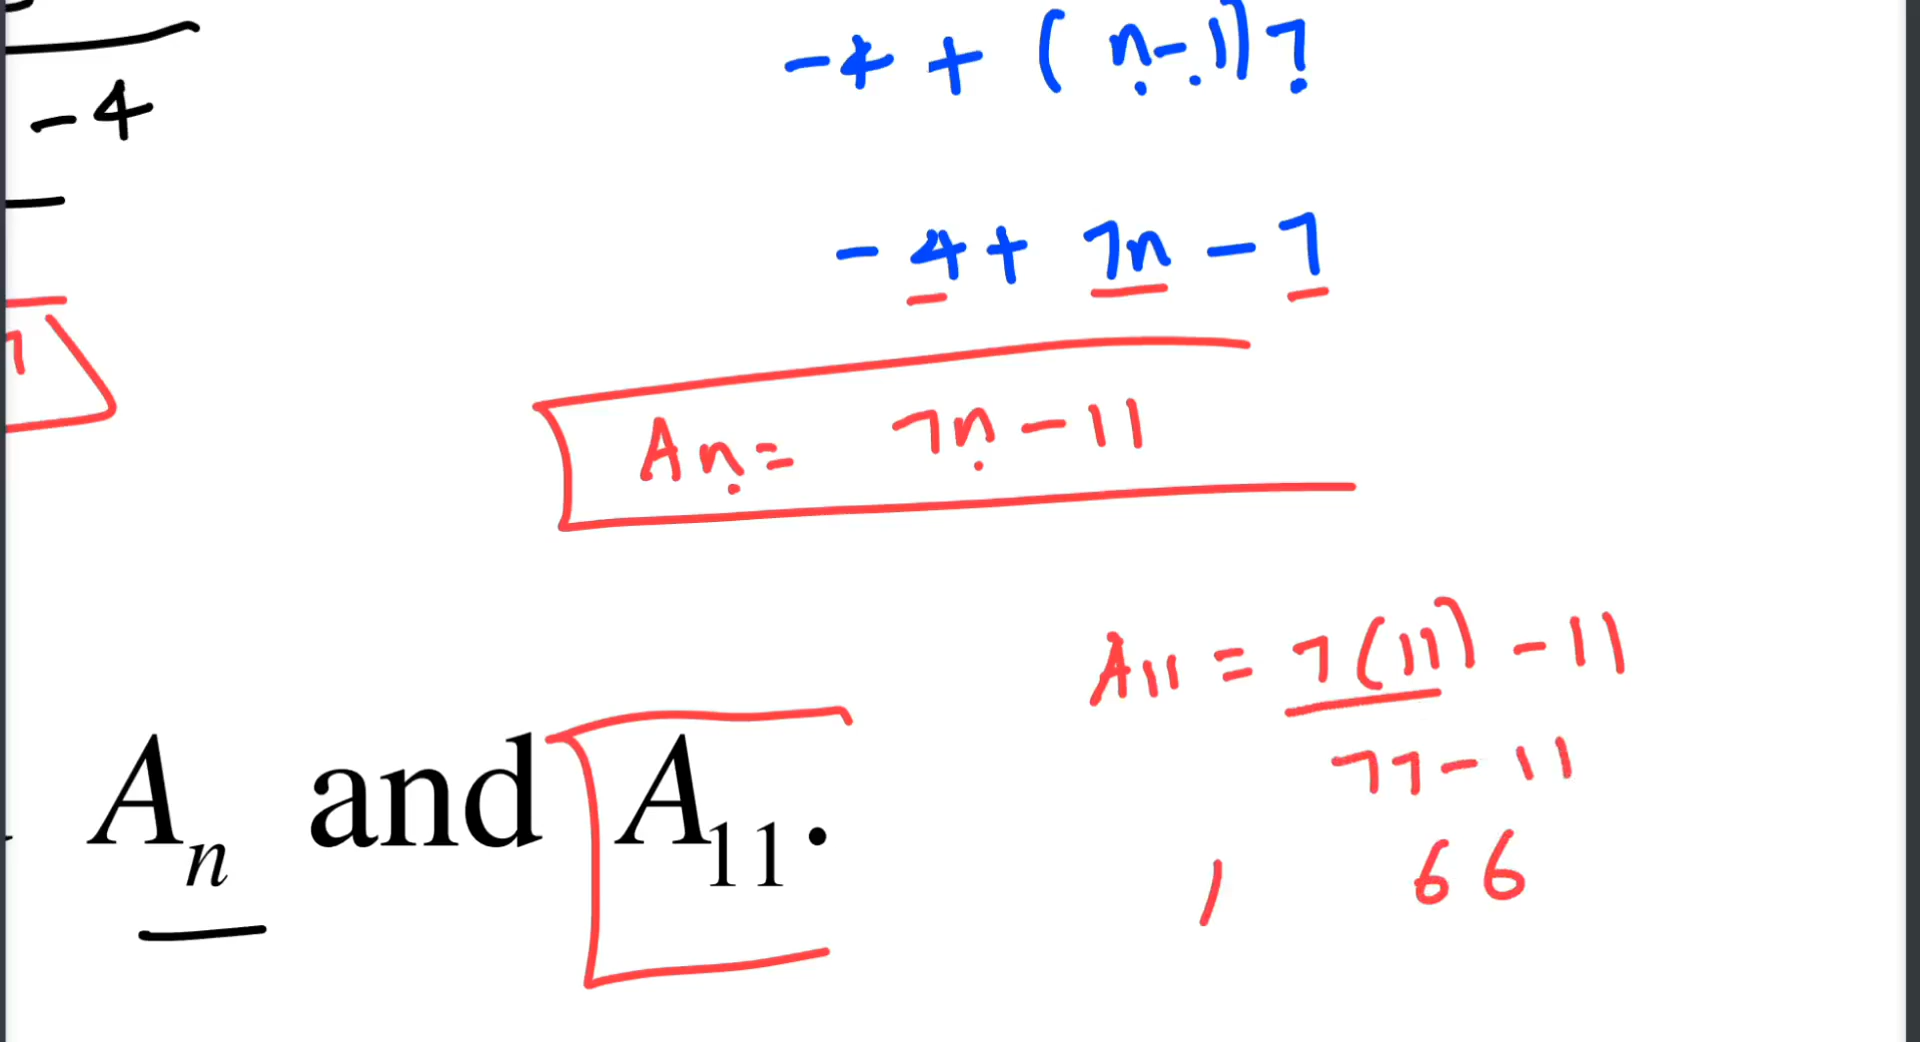 -4 + (n-1)7
-4
-4 + 7n - 7
7
An = 7n - 11
A11 = 7(11) - 11
77 - 11
An and A11.
66